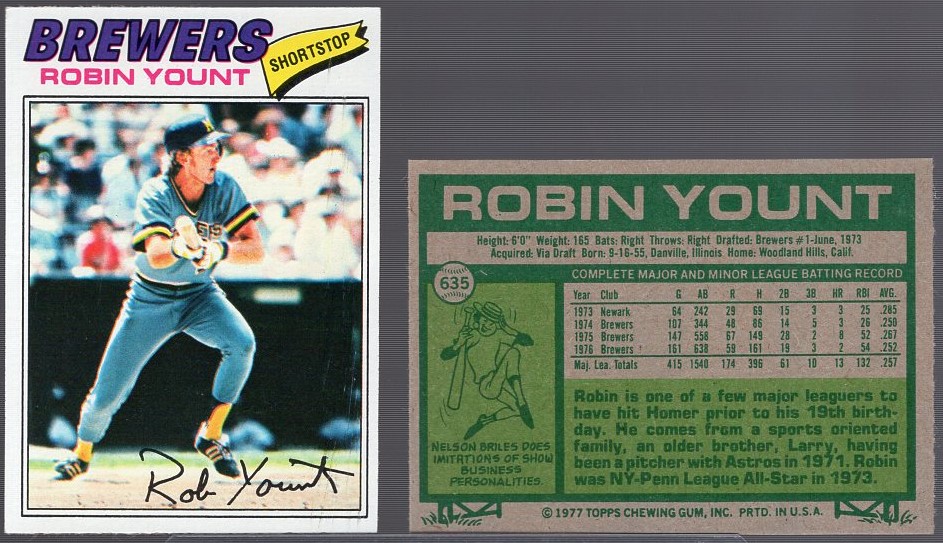 BREWERS
ROBIN YOUNT
SHORTSTOP
M
Rob Yount
ROBIN YOUNT
Height: 6'0" Weight: 165 Bats: Right Throws: Right Drafted: Brewers #1-June, 1973
Acquired: Via Draft Born: 9-16-55, Danville, Illinois Home: Woodland Hills, Calif.
635
COMPLETE MAJOR AND MINOR LEAGUE BATTING RECORD
Year Club G AB R H 2B 3B HR RBI AVG.
1973 Newark 64 242 29 69 15 3 3 25 .285
1974 Brewers 107 344 48 86 14 5 3 26 .250
1975 Brewers 147 558 67 149 28 2 8 52 .267
1976 Brewers 161 638 59 161 19 3 2 54 .252
Maj. Lea. Totals 415 1540 174 396 61 10 13 132 .257
NELSON BRILES DOES
IMITATIONS OF SHOW
BUSINESS
PERSONALITIES.
Robin is one of a few major leaguers to
have hit Homer prior to his 19th birth-
day. He comes from a sports oriented
family, an older brother, Larry, having
been a pitcher with Astros in 1971. Robin
was NY-Penn League All-Star in 1973.
© 1977 TOPPS CHEWING GUM, INC. PRTD. IN U.S.A.